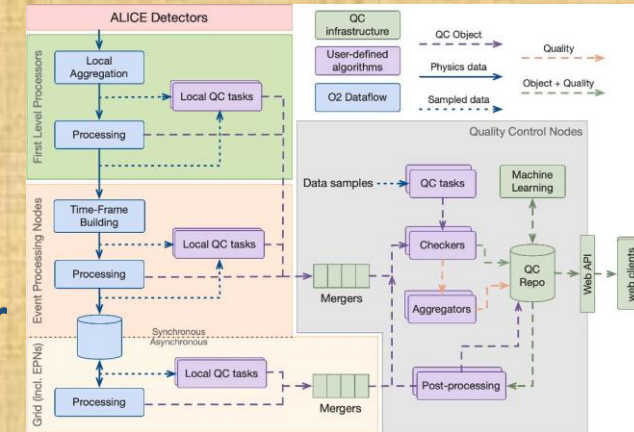 ALICE Detectors
First Level Processors
Local
Aggregation
Local QC tasks
Processing
Event Processing Nodes
Time-Frame
Building
Local QC tasks
Processing
Synchronous
Asynchronous
Grid (incl. EPNs)
Local QC tasks
Processing
Mergers
Mergers
QC
infrastructure
User-defined
algorithms
O2 Dataflow
QC Object
Physics data
Sampled data
Quality
Object + Quality
Quality Control Nodes
Data samples
QC tasks
Machine
Learning
Checkers
QC
Repo
Aggregators
Post-processing
Web API
web clients
r